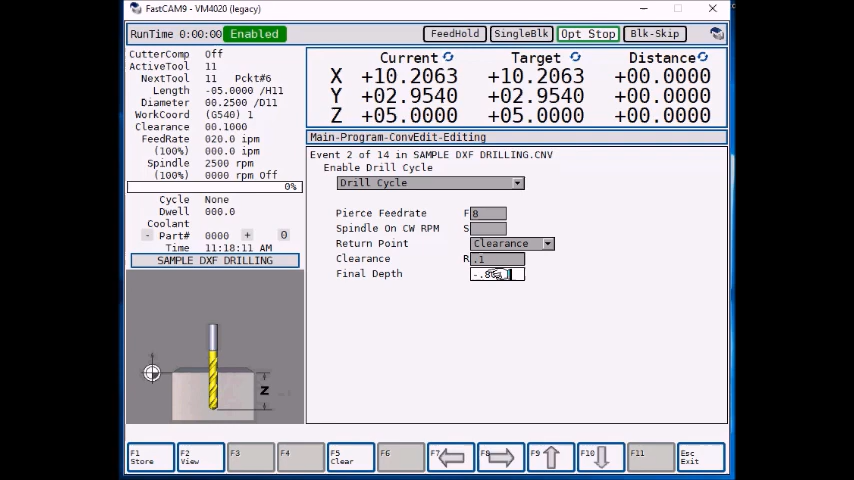 FastCAM9 - VM4020 (legacy)
RunTime 0:00:00 Enabled FeedHold SingleBlk Opt Stop Blk-Skip
CutterComp Off
ActiveTool 11
NextTool 11 Pckt#6
Length -05.0000 /H11
Diameter 00.2500 /D11
WorkCoord (G540) 1
Clearance 00.1000
FeedRate 020.0 ipm
(100%) 000.0 ipm
Spindle 2500 rpm
(100%) 0000 rpm Off
0%
Cycle None
Dwell 000.0
Coolant
- Part# 0000 + 0
Time 11:18:11 AM
SAMPLE DXF DRILLING
Z
Current Target Distance
X +10.2063 +10.2063 +00.0000
Y +02.9540 +02.9540 +00.0000
Z +05.0000 +05.0000 +00.0000
Main-Program-ConvEdit-Editing
Event 2 of 14 in SAMPLE DXF DRILLING.CNV
Enable Drill Cycle
Drill Cycle
Pierce Feedrate F 8
Spindle On CW RPM S
Return Point Clearance
Clearance R .1
Final Depth
F1 Store
F2 View
F3
F4
F5 Clear
F6
F7
F8
F9
F10
F11
Esc Exit